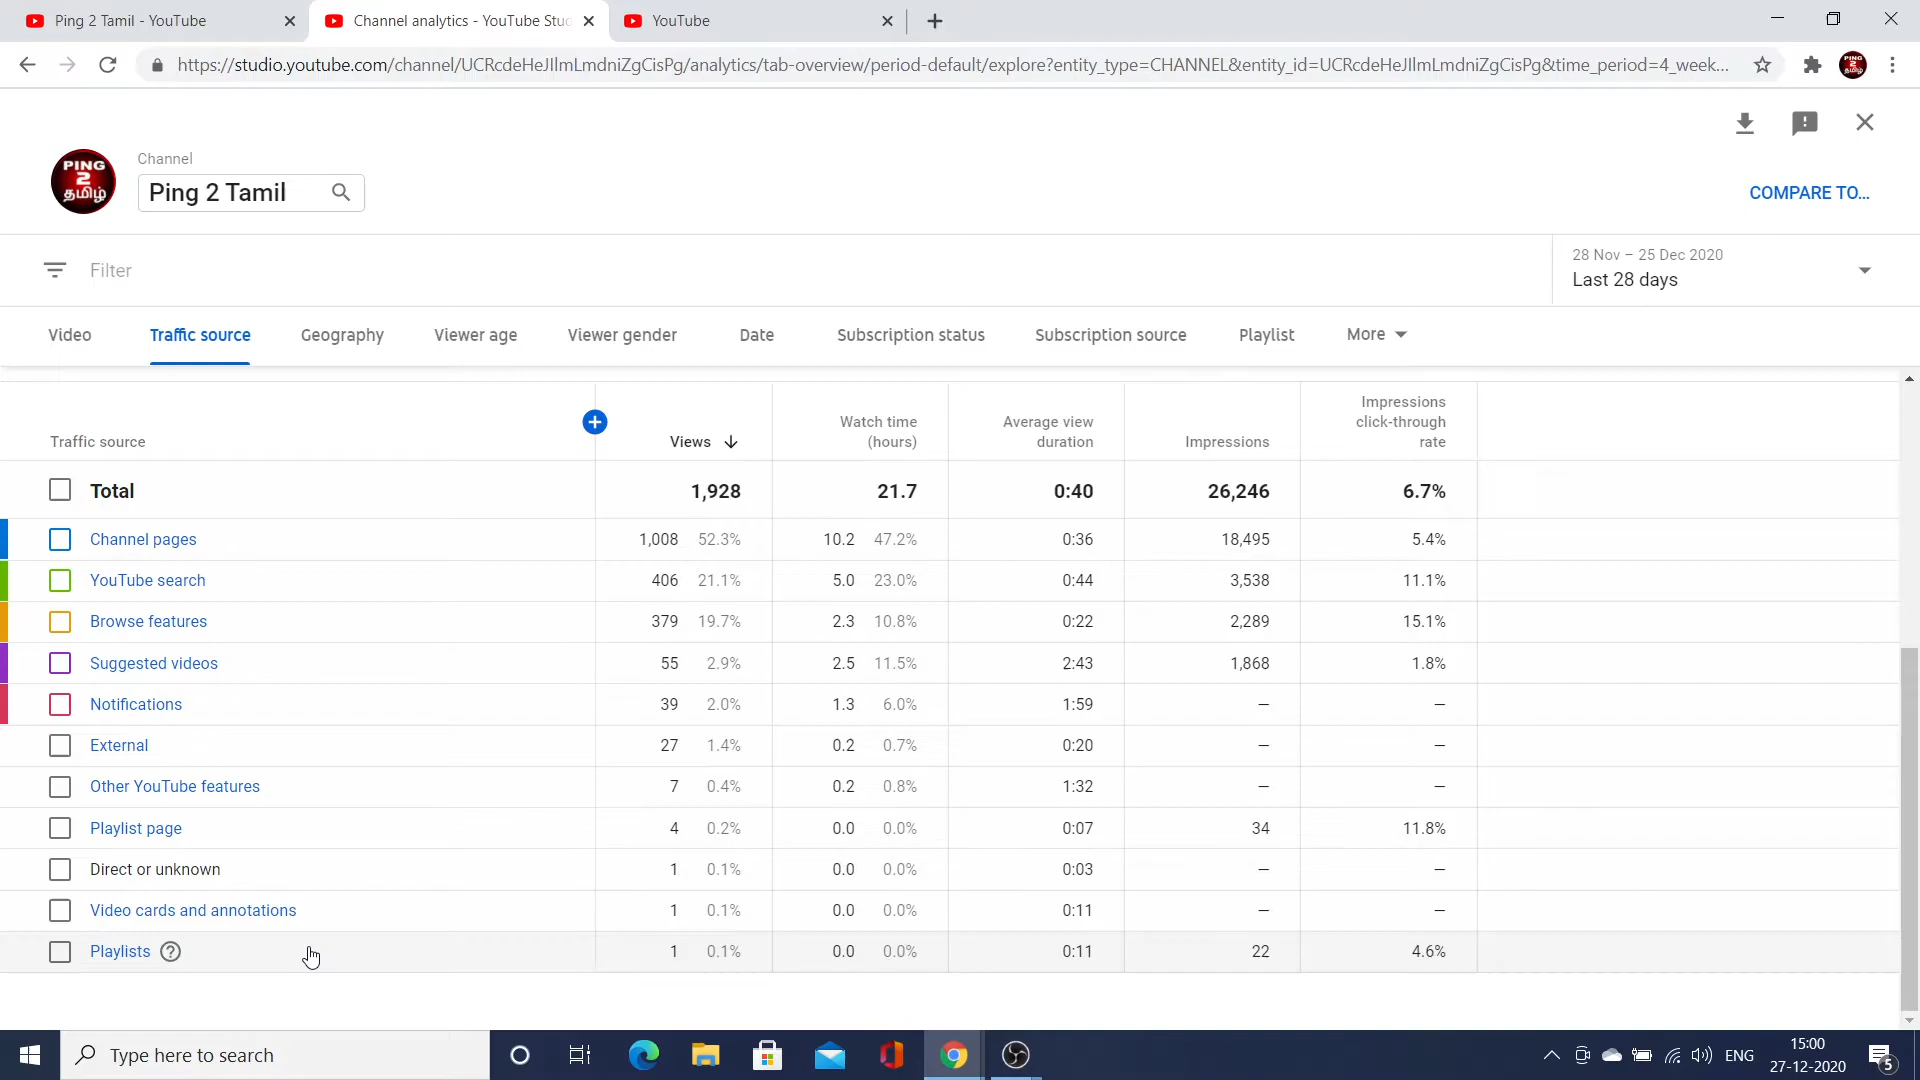 Ping 2 Tamil - YouTube
Channel analytics - YouTube Stud
YouTube
https://studio.youtube.com/channel/UCRcdeHeJIlmLmdniZgCisPg/analytics/tab-overview/period-default/explore?entity_type=CHANNEL&entity_id=UCRcdeHeJIlmLmdniZgCisPg&time_period=4_week...
PING
2
தமிழ்
Channel
Ping 2 Tamil
COMPARE TO...
Filter
28 Nov – 25 Dec 2020
Last 28 days
Video Traffic source Geography Viewer age Viewer gender Date Subscription status Subscription source Playlist More
Traffic source Views Watch time (hours) Average view duration Impressions Impressions click-through rate
Total 1,928 21.7 0:40 26,246 6.7%
Channel pages 1,008 52.3% 10.2 47.2% 0:36 18,495 5.4%
YouTube search 406 21.1% 5.0 23.0% 0:44 3,538 11.1%
Browse features 379 19.7% 2.3 10.8% 0:22 2,289 15.1%
Suggested videos 55 2.9% 2.5 11.5% 2:43 1,868 1.8%
Notifications 39 2.0% 1.3 6.0% 1:59 – –
External 27 1.4% 0.2 0.7% 0:20 – –
Other YouTube features 7 0.4% 0.2 0.8% 1:32 – –
Playlist page 4 0.2% 0.0 0.0% 0:07 34 11.8%
Direct or unknown 1 0.1% 0.0 0.0% 0:03 – –
Video cards and annotations 1 0.1% 0.0 0.0% 0:11 – –
Playlists 1 0.1% 0.0 0.0% 0:11 22 4.6%
Type here to search
ENG
15:00
27-12-2020
5